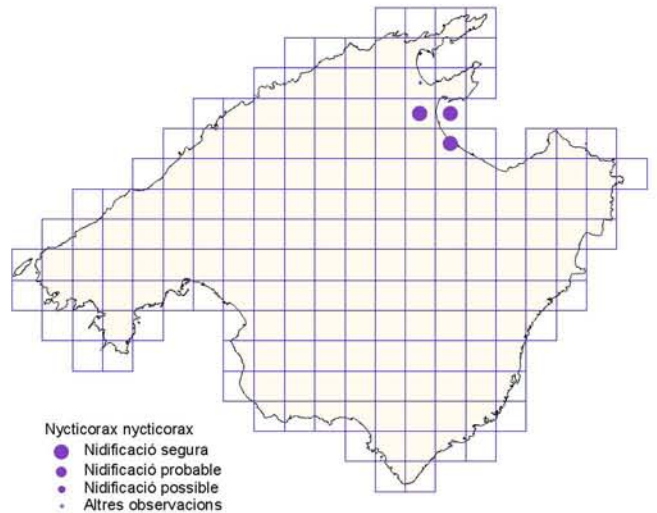 Nycticorax nycticorax
Nidificació segura
Nidificació probable
Nidificació possible
Altres observacions